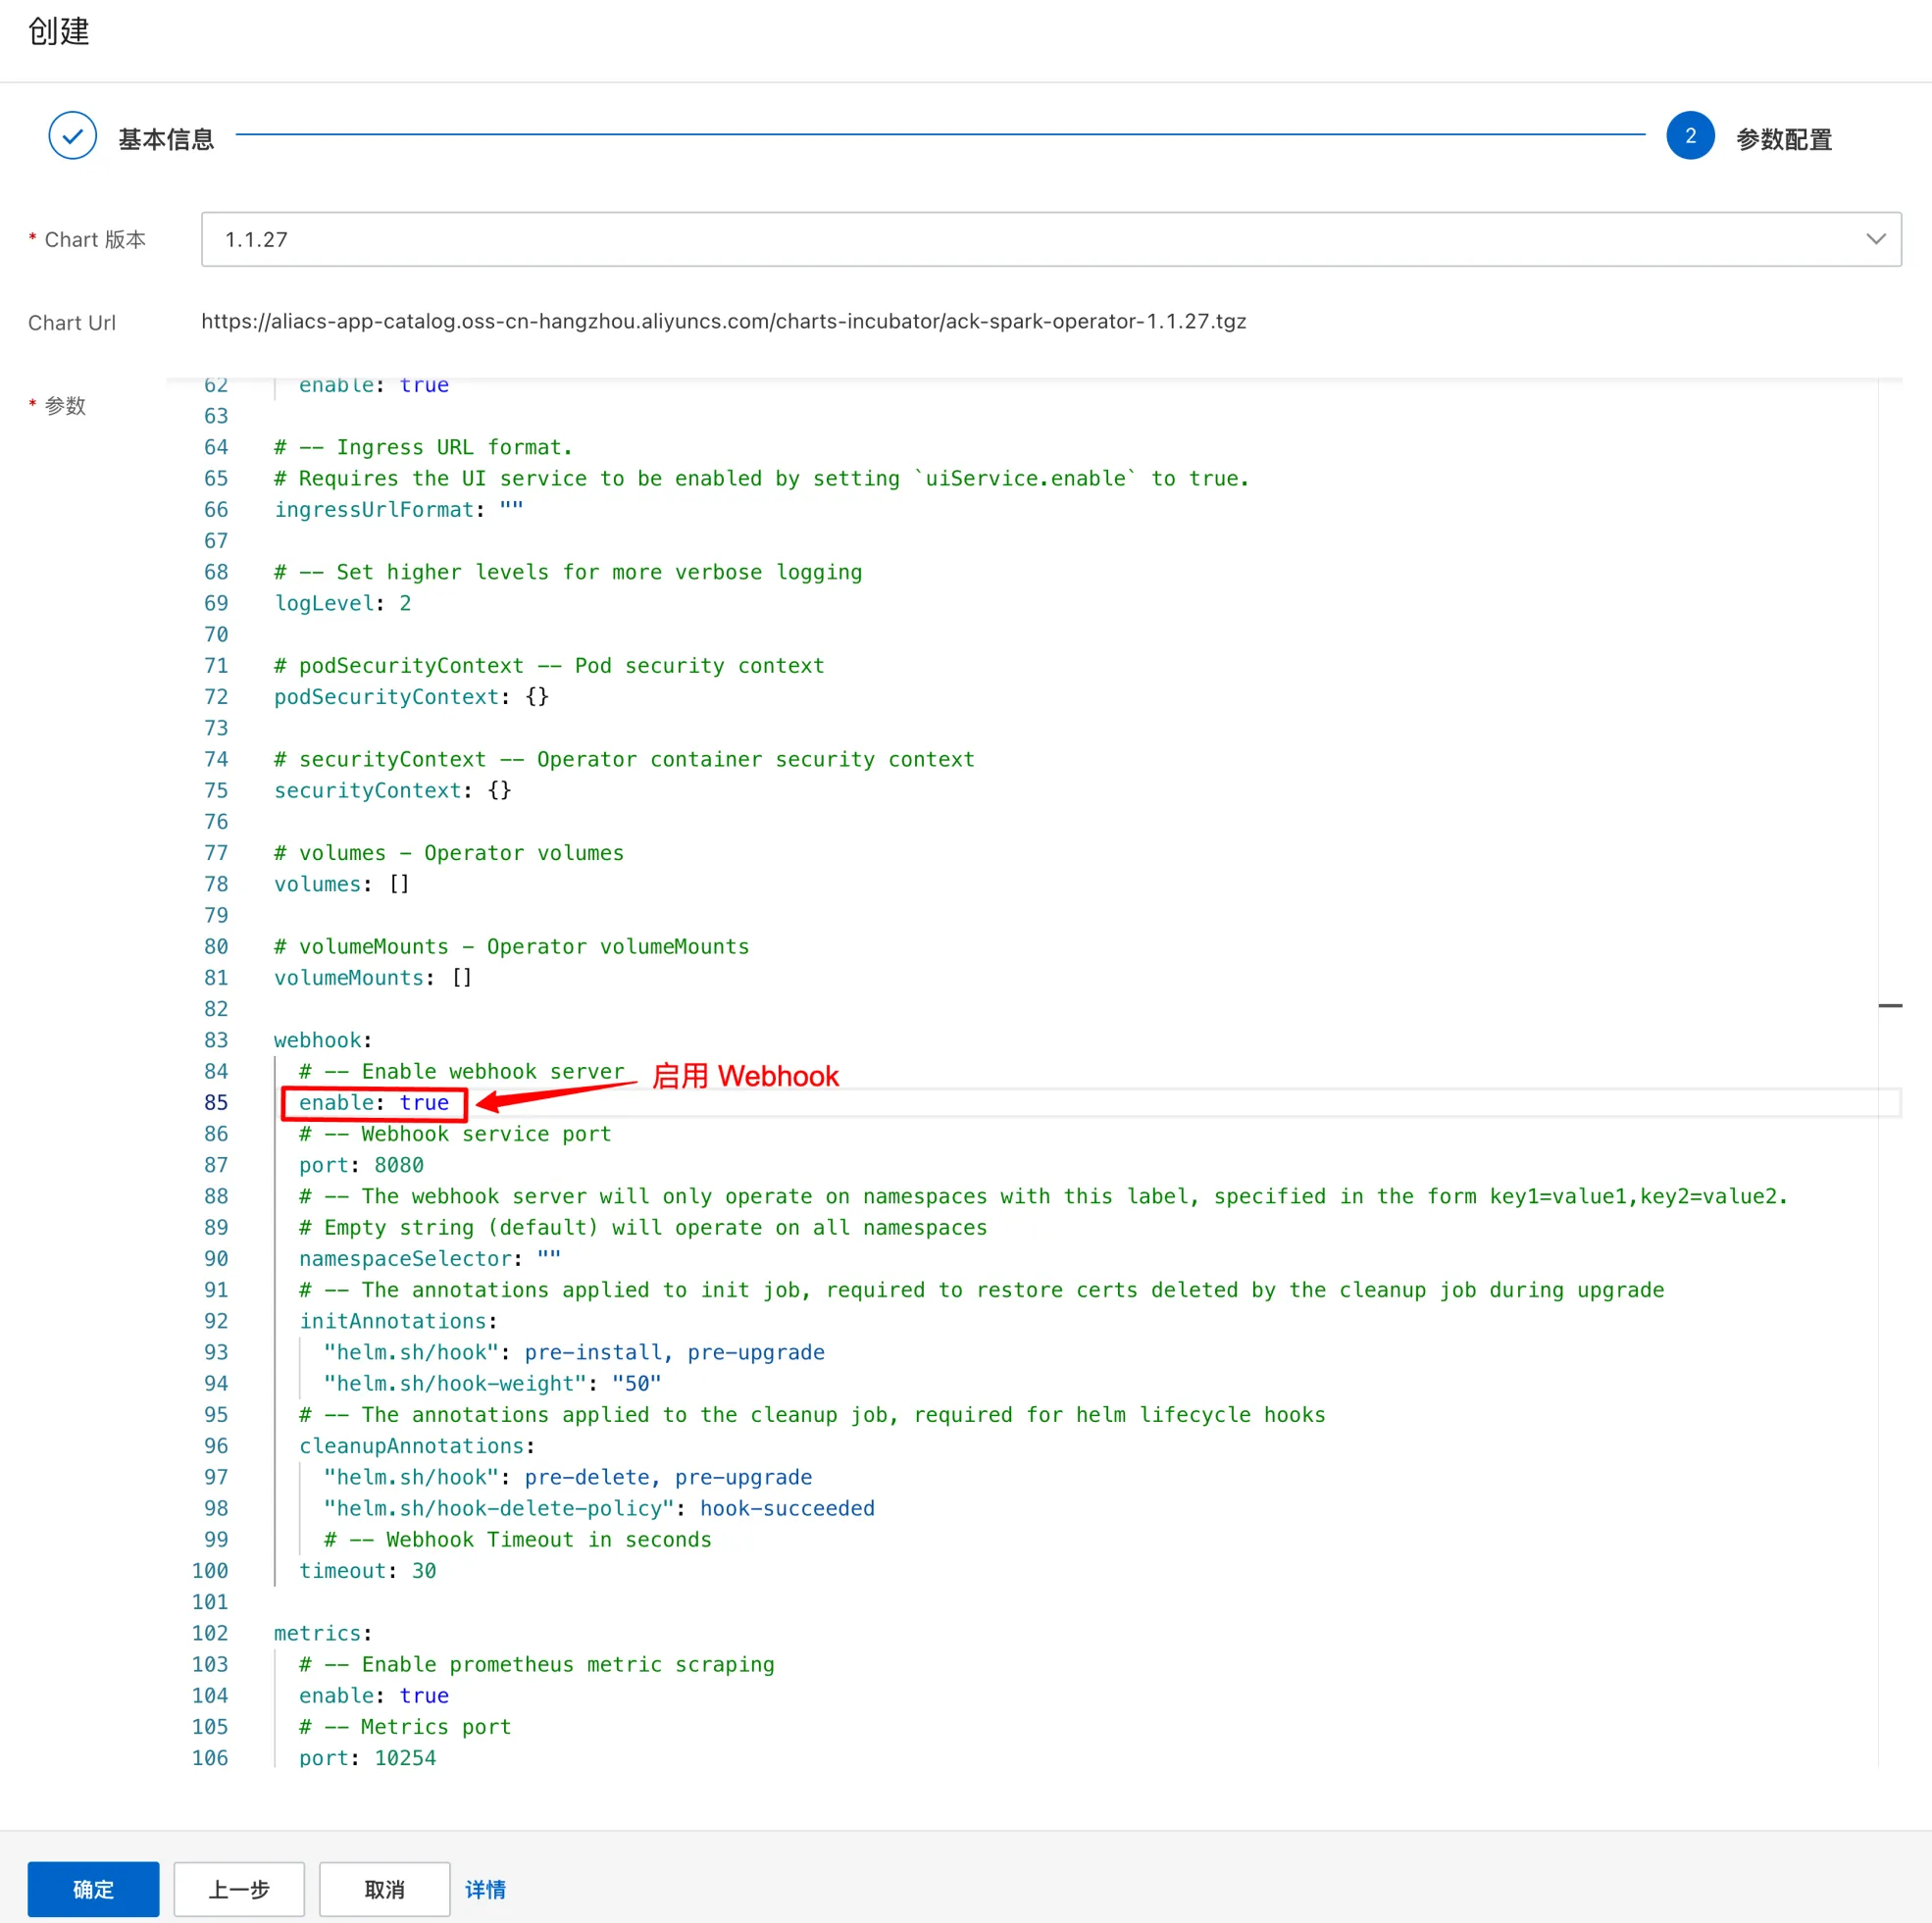 创建
基本信息
2 参数配置
* Chart 版本 1.1.27
Chart Url https://aliacs-app-catalog.oss-cn-hangzhou.aliyuncs.com/charts-incubator/ack-spark-operator-1.1.27.tgz
* 参数
62 enable: true
63
64 # -- Ingress URL format.
65 # Requires the UI service to be enabled by setting `uiService.enable` to true.
66 ingressUrlFormat: ""
67
68 # -- Set higher levels for more verbose logging
69 logLevel: 2
70
71 # podSecurityContext -- Pod security context
72 podSecurityContext: {}
73
74 # securityContext -- Operator container security context
75 securityContext: {}
76
77 # volumes - Operator volumes
78 volumes: []
79
80 # volumeMounts - Operator volumeMounts
81 volumeMounts: []
82
83 webhook:
84 # -- Enable webhook server 启用 Webhook
85 enable: true
86 # -- Webhook service port
87 port: 8080
88 # -- The webhook server will only operate on namespaces with this label, specified in the form key1=value1,key2=value2.
89 # Empty string (default) will operate on all namespaces
90 namespaceSelector: ""
91 # -- The annotations applied to init job, required to restore certs deleted by the cleanup job during upgrade
92 initAnnotations:
93 "helm.sh/hook": pre-install, pre-upgrade
94 "helm.sh/hook-weight": "50"
95 # -- The annotations applied to the cleanup job, required for helm lifecycle hooks
96 cleanupAnnotations:
97 "helm.sh/hook": pre-delete, pre-upgrade
98 "helm.sh/hook-delete-policy": hook-succeeded
99 # -- Webhook Timeout in seconds
100 timeout: 30
101
102 metrics:
103 # -- Enable prometheus metric scraping
104 enable: true
105 # -- Metrics port
106 port: 10254
确定 上一步 取消 详情